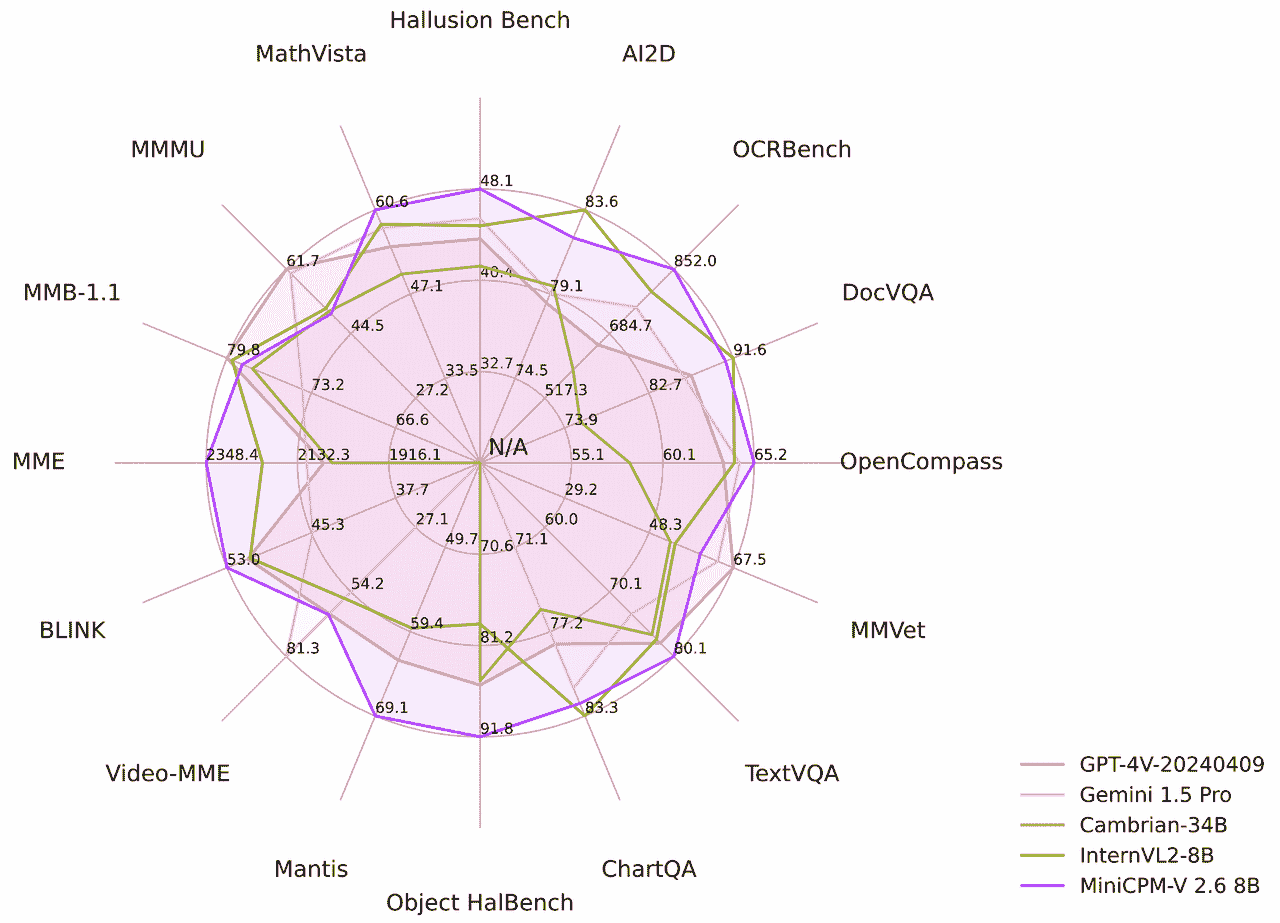 Hallusion Bench
MathVista
AI2D
MMMU
OCRBench
48.1
60.6
83.6
61.7
852.0
MMB-1.1
DocVQA
40.4
47.1
79.1
44.5
684.7
79.8
91.6
33.5
32.7
74.5
73.2
27.2
517.3
82.7
66.6
73.9
N/A
MME
2348.4
2132.3
1916.1
55.1
60.1
65.2
OpenCompass
37.7
29.2
45.3
27.1
60.0
48.3
49.7
70.6
71.1
53.0
67.5
54.2
70.1
BLINK
59.4
81.2
77.2
MMVet
81.3
80.1
69.1
91.8
83.3
Video-MME
TextVQA
Mantis
ChartQA
Object HalBench
GPT-4V-20240409
Gemini 1.5 Pro
Cambrian-34B
InternVL2-8B
MiniCPM-V 2.6 8B